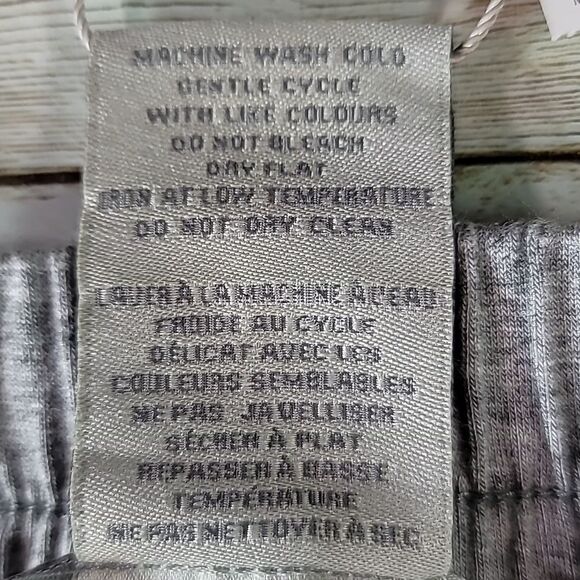 MACHINE WASH COLD
GENTLE CYCLE
WITH LIKE COLOURS
DO NOT BLEACH
DRY FLAT
IRON AT LOW TEMPERATURE
DO NOT DRY CLEAN
LAVER À LA MACHINE À L'EAU
FROIDE AU CYCLE
DÉLICAT AVEC LES
COULEURS SEMBLABLES
NE PAS JAVELLISER
SÉCHER À PLAT
REPASSER À BASSE
TEMPÉRATURE
NE PAS NETTOYER À SEC